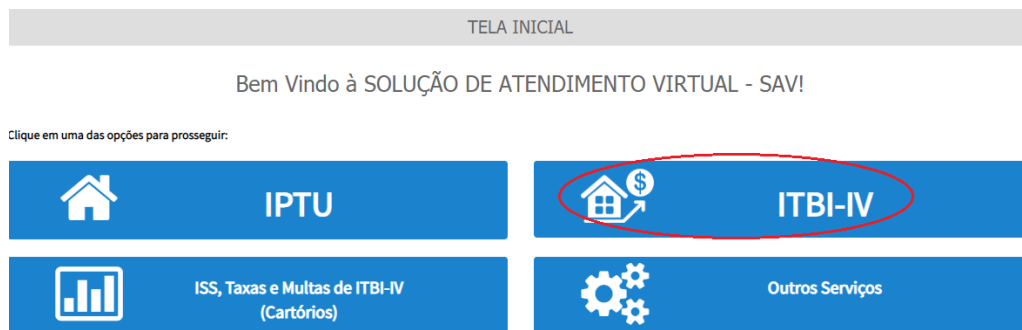 TELA INICIAL
Bem Vindo à SOLUÇÃO DE ATENDIMENTO VIRTUAL - SAV!
Clique em uma das opções para prosseguir:
IPTU
$
ITBI-IV
ISS, Taxas e Multas de ITBI-IV
(Cartórios)
Outros Serviços